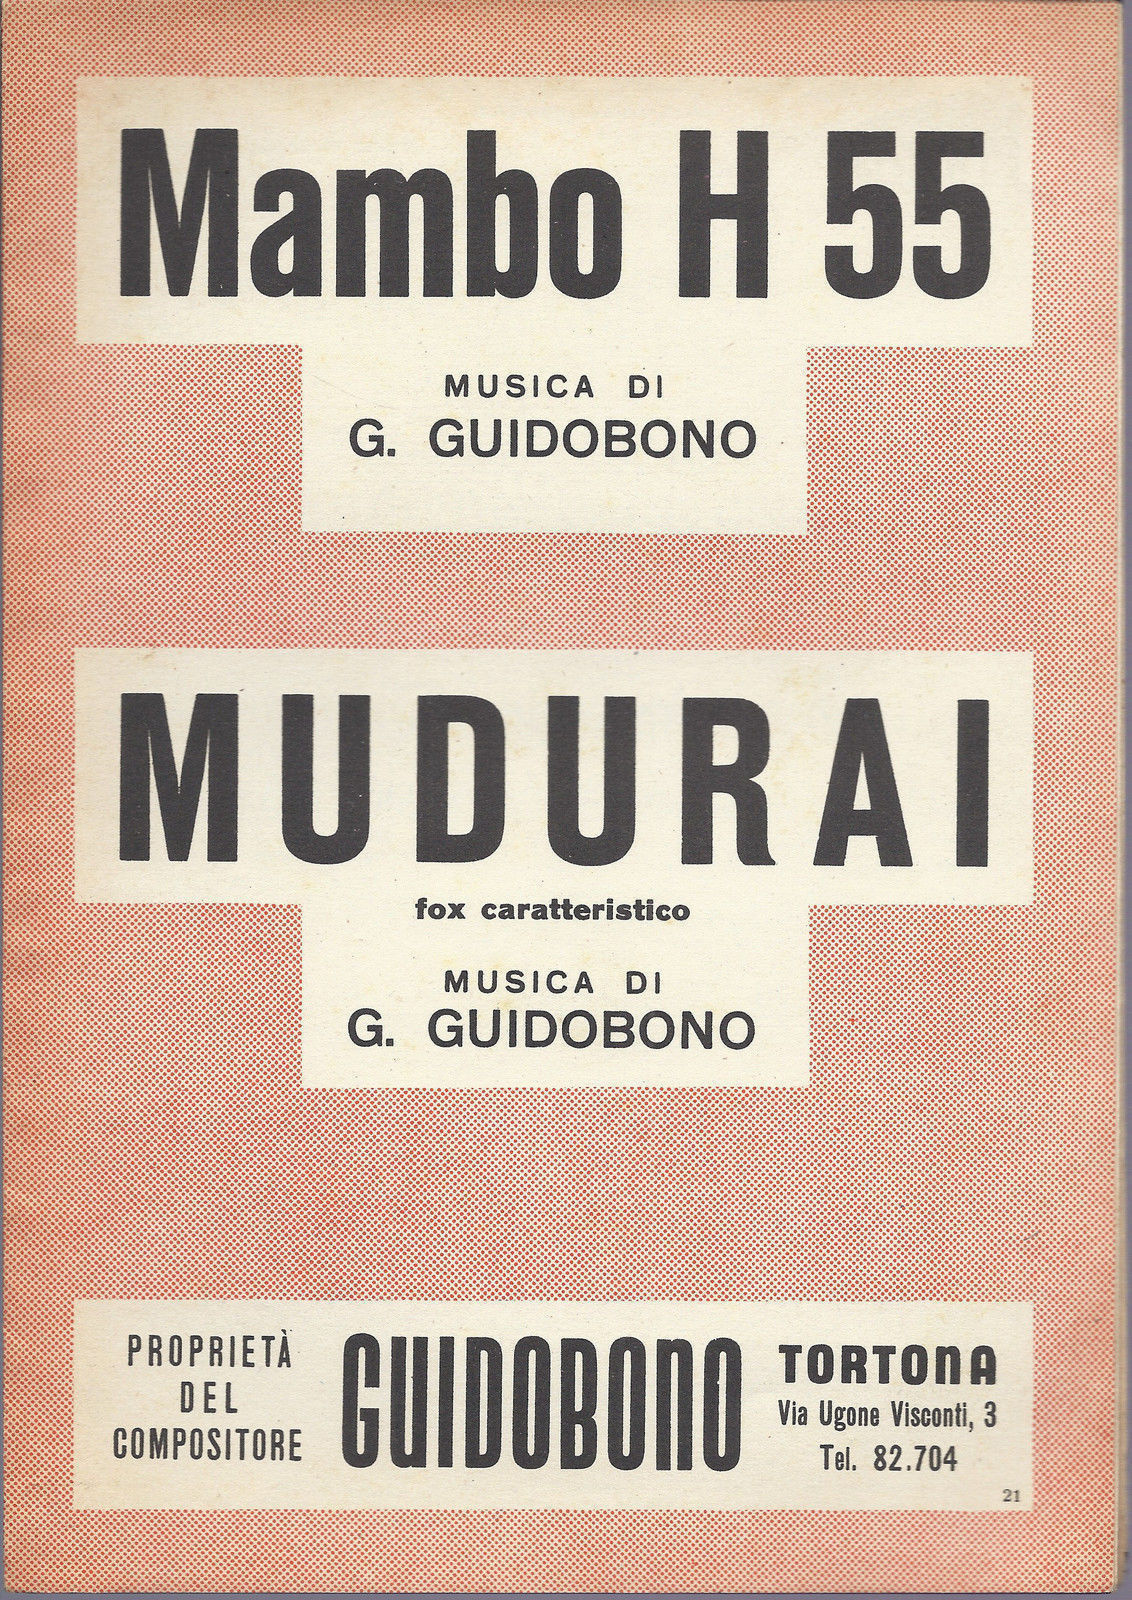 Mambo H 55
MUSICA DI
G. GUIDOBONO
MUDURAI
fox caratteristico
MUSICA DI
G. GUIDOBONO
PROPRIETÀ
DEL
COMPOSITORE
GUIDOBONO
TORTONA
Via Ugone Visconti, 3
Tel. 82.704
21